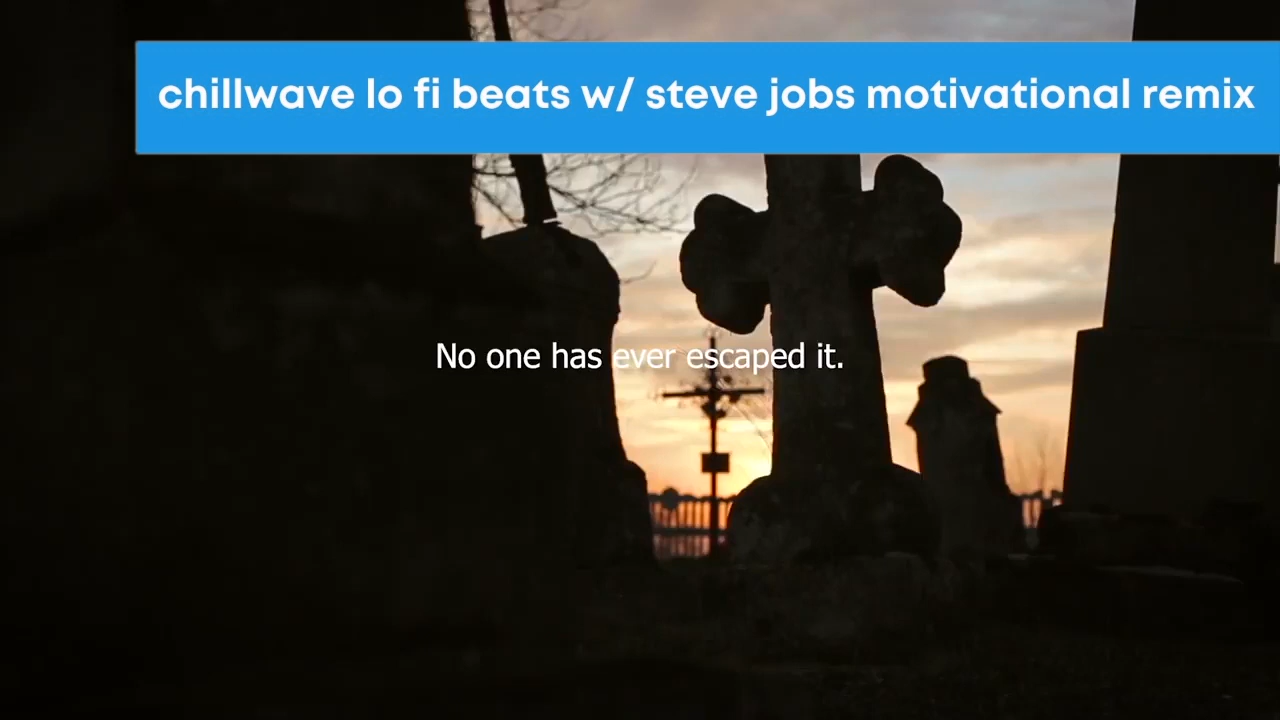 chillwave lo fi beats w/ steve jobs motivational remix
No one has ever escaped it.